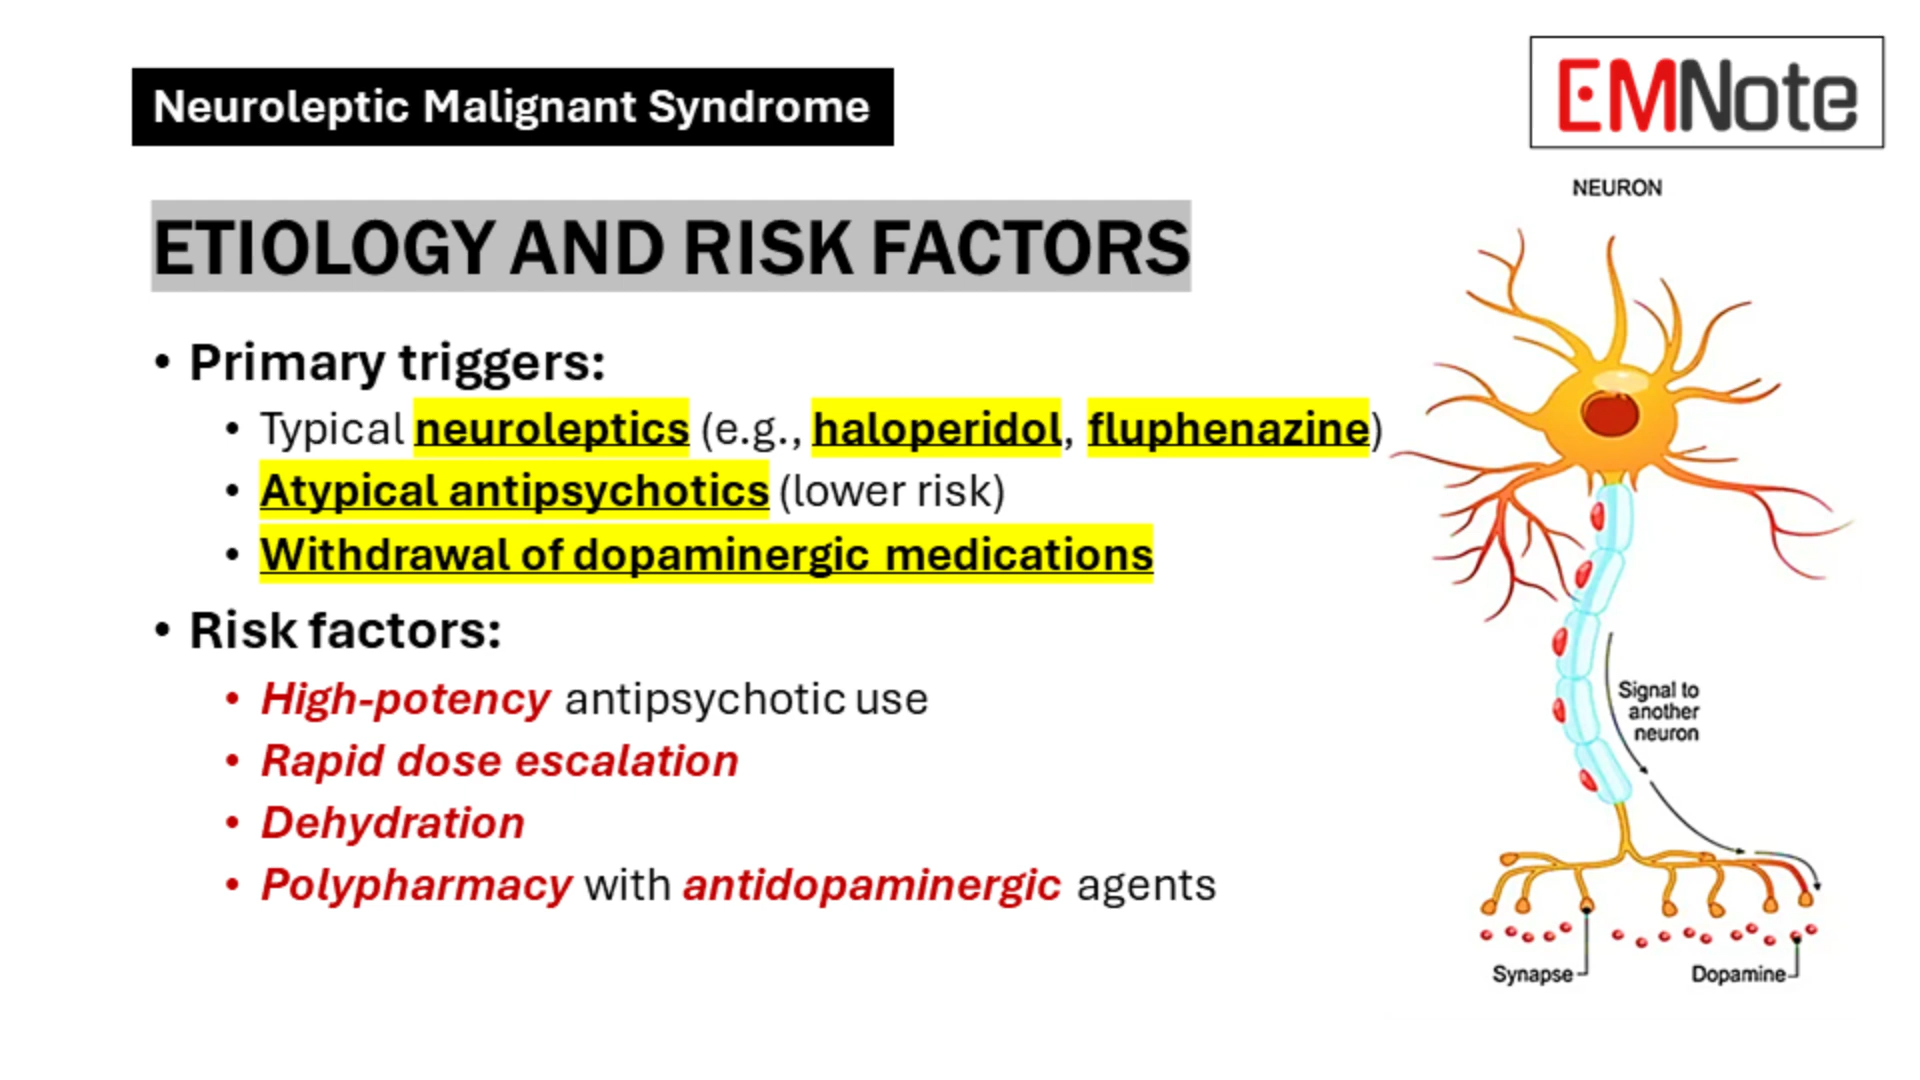 Neuroleptic Malignant Syndrome
EMNote
ETIOLOGY AND RISK FACTORS
• Primary triggers:
• Typical neuroleptics (e.g., haloperidol, fluphenazine)
• Atypical antipsychotics (lower risk)
• Withdrawal of dopaminergic medications
• Risk factors:
• High-potency antipsychotic use
• Rapid dose escalation
• Dehydration
• Polypharmacy with antidopaminergic agents
NEURON
Signal to
another
neuron
Synapse
Dopamine